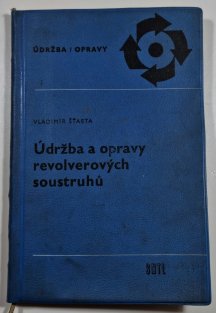 ÚDRŽBA I OPRAVY
VLADIMÍR ŠŤASTA
Údržba a opravy
revolverových
soustruhů
SNTL